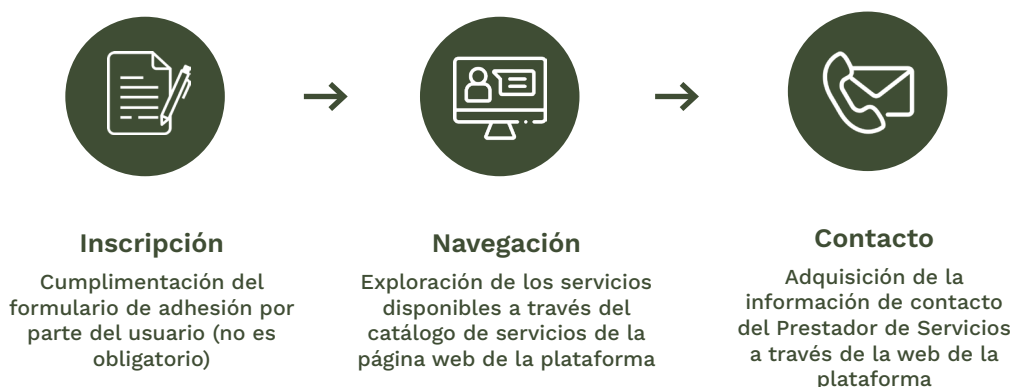 Inscripción
Cumplimentación del
formulario de adhesión por
parte del usuario (no es
obligatorio)
Navegación
Exploración de los servicios
disponibles a través del
catálogo de servicios de la
página web de la plataforma
Contacto
Adquisición de la
información de contacto
del Prestador de Servicios
a través de la web de la
plataforma